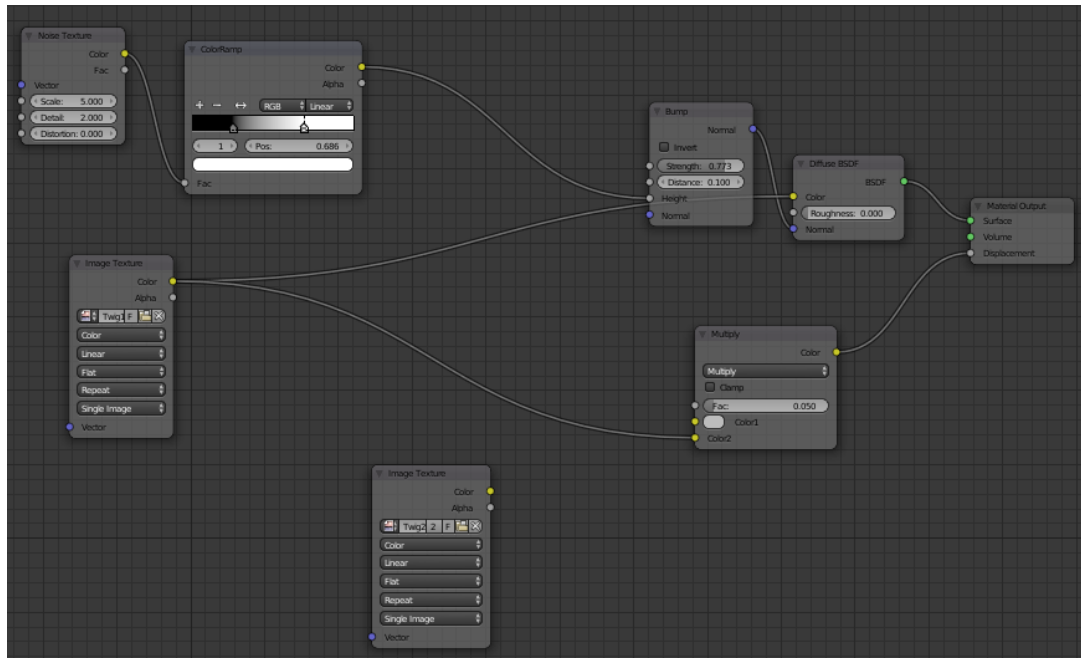 Noise Texture
Color
Fac
Vector
Scale: 5.000
Detail: 2.000
Distortion: 0.000
ColorRamp
Color
Alpha
+ − ↔ RGB Linear
1 Pos: 0.686
Fac
Bump
Normal
Invert
Strength: 0.773
Distance: 0.100
Height
Normal
Diffuse BSDF
BSDF
Color
Roughness: 0.000
Normal
Material Output
Surface
Volume
Displacement
Image Texture
Color
Alpha
Twig1 F
Color
Linear
Flat
Repeat
Single Image
Vector
Multiply
Color
Multiply
Clamp
Fac: 0.050
Color1
Color2
Image Texture
Color
Alpha
Twig2 2 F
Color
Linear
Flat
Repeat
Single Image
Vector